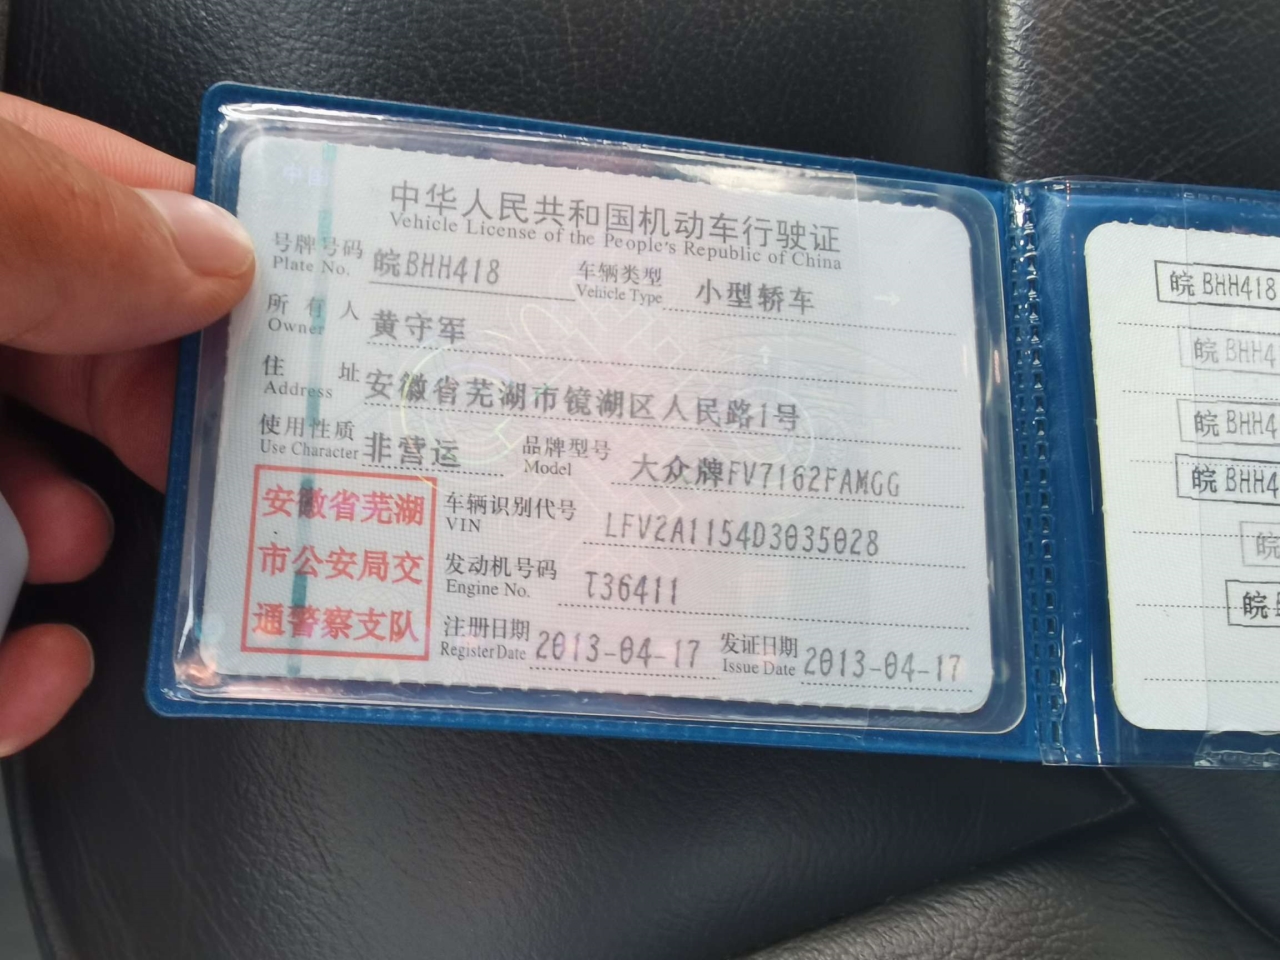 中华人民共和国机动车行驶证
Vehicle License of the People's Republic of China
号牌号码 皖BHH418 车辆类型 小型轿车
Plate No. Vehicle Type
所有人 黄守军
Owner
住址 安徽省芜湖市镜湖区人民路1号
Address
使用性质 非营运 品牌型号 大众牌FV7162FAMGG
Use Character Model
安徽省芜湖
市公安局交
通警察支队
车辆识别代号 LFV2A1154D3035028
VIN
发动机号码 T36411
Engine No.
注册日期 2013-04-17 发证日期 2013-04-17
Register Date Issue Date
皖BHH418
皖BHH4
皖BHH4
皖BHH4
皖
皖